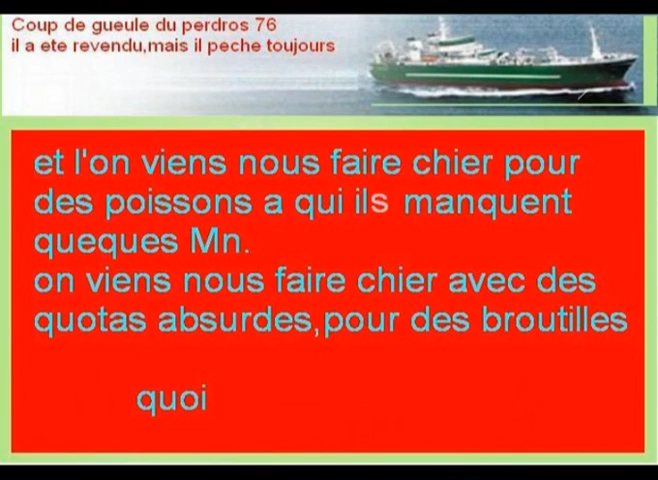 Coup de gueule du perdros 76
il a ete revendu,mais il peche toujours
et l'on viens nous faire chier pour
des poissons a qui ils manquent
queques Mn.
on viens nous faire chier avec des
quotas absurdes,pour des broutilles
quoi